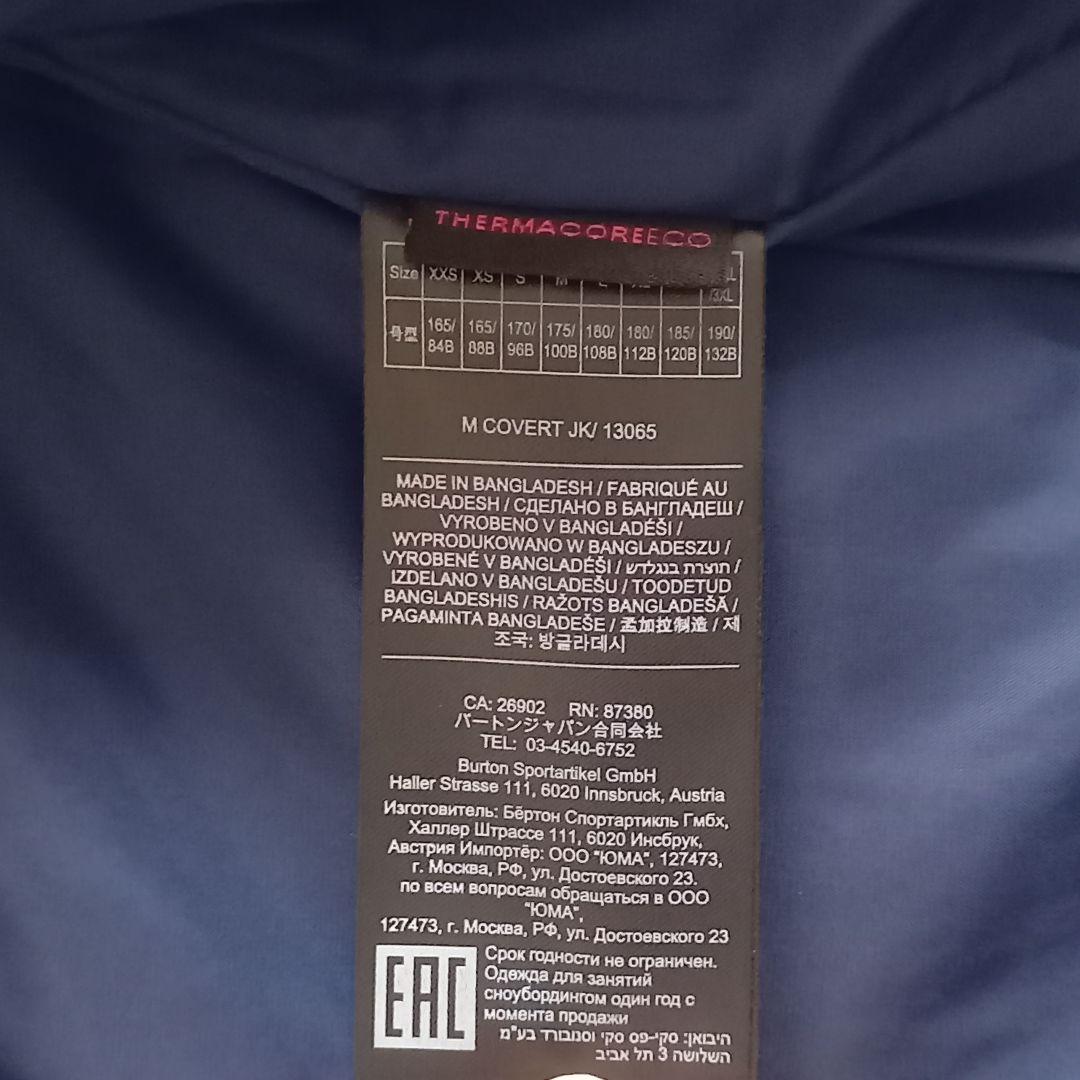 THERMACOREECO
Size XXS XS S M L
/3XL
号型 165/ 165/ 170/ 175/ 180/ 180/ 185/ 190/
84B 88B 96B 100B 108B 112B 120B 132B
M COVERT JK/ 13065
MADE IN BANGLADESH / FABRIQUÉ AU
BANGLADESH / СДЕЛАНО В БАНГЛАДЕШ /
VYROBENO V BANGLADÉŠI /
WYPRODUKOWANO W BANGLADESZU /
VYROBENÉ V BANGLADÉŠI / תוצרת בנגלדש /
IZDELANO V BANGLADEŠU / TOODETUD
BANGLADESHIS / RAŽOTS BANGLADEŠĀ /
PAGAMINTA BANGLADEŠE / 孟加拉制造 / 제
조국: 방글라데시
CA: 26902 RN: 87380
バートンジャパン合同会社
TEL: 03-4540-6752
Burton Sportartikel GmbH
Haller Strasse 111, 6020 Innsbruck, Austria
Изготовитель: Бёртон Спортартикль Гмбх,
Халлер Штрассе 111, 6020 Инсбрук,
Австрия Импортёр: ООО "ЮМА", 127473,
г. Москва, РФ, ул. Достоевского 23.
по всем вопросам обращаться в ООО
"ЮМА",
127473, г. Москва, РФ, ул. Достоевского 23
EAC
Срок годности не ограничен.
Одежда для занятий
сноубордингом один год с
момента продажи
היבואן: סקי-פס סקי וסנובורד בע"מ
השלושה 3 תל אביב